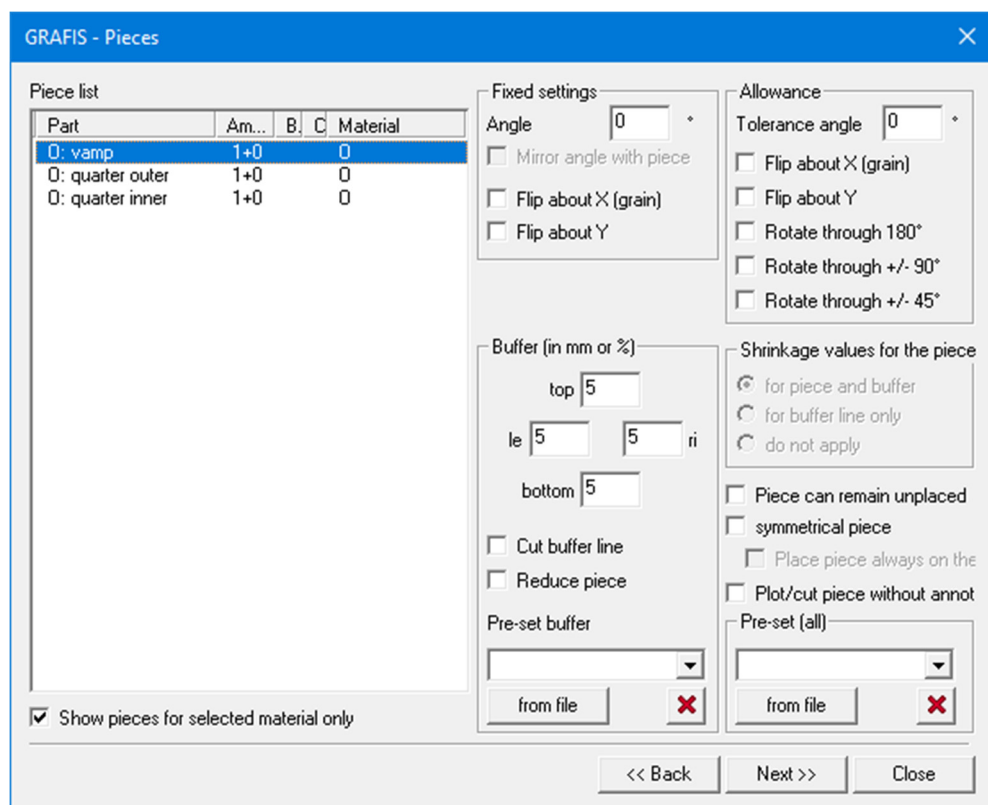 GRAFIS - Pieces
Piece list
Part Am... B. C Material
0: vamp 1+0 0
0: quarter outer 1+0 0
0: quarter inner 1+0 0
Show pieces for selected material only
Fixed settings
Angle 0 °
Mirror angle with piece
Flip about X (grain)
Flip about Y
Allowance
Tolerance angle 0 °
Flip about X (grain)
Flip about Y
Rotate through 180°
Rotate through +/- 90°
Rotate through +/- 45°
Buffer (in mm or %)
top 5
le 5 5 ri
bottom 5
Cut buffer line
Reduce piece
Pre-set buffer
from file
Shrinkage values for the piece
for piece and buffer
for buffer line only
do not apply
Piece can remain unplaced
symmetrical piece
Place piece always on the
Plot/cut piece without annot
Pre-set (all)
from file
<< Back Next >> Close